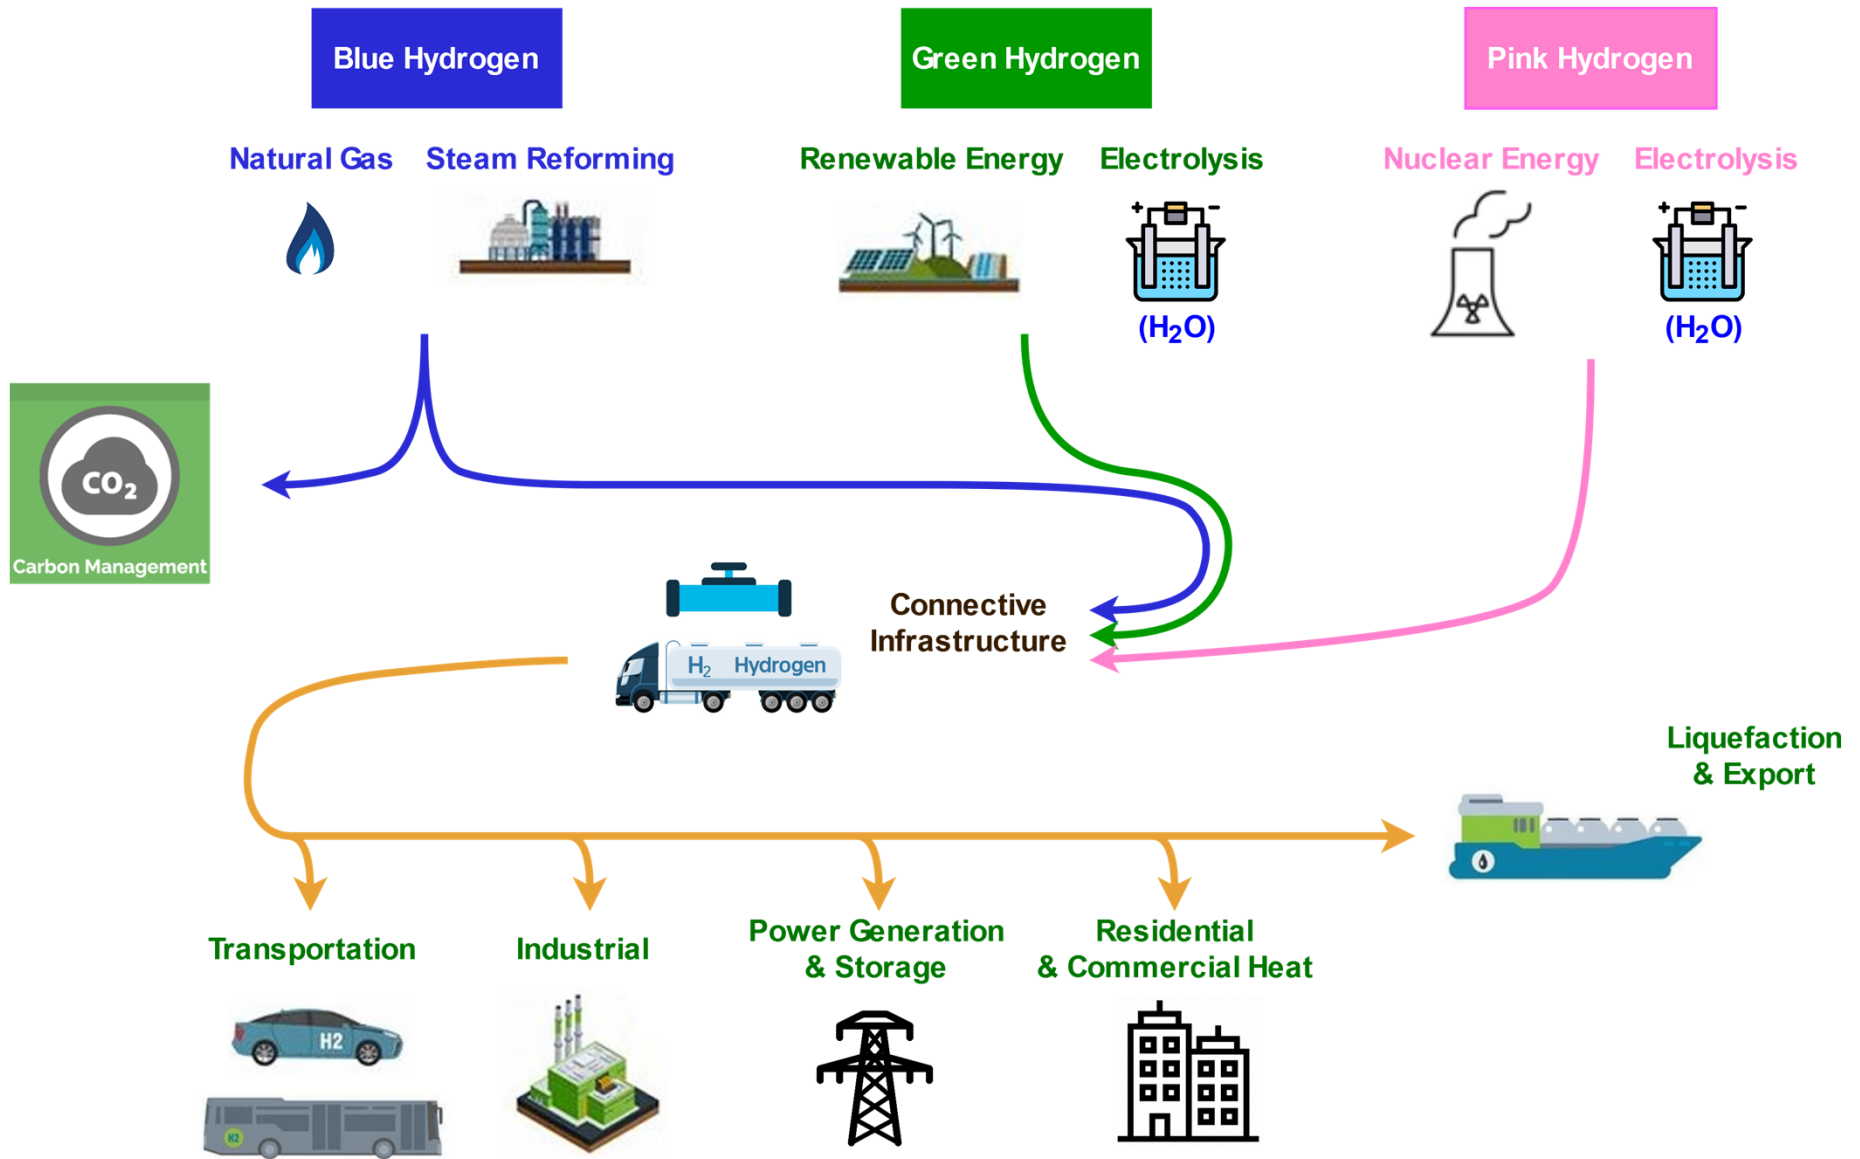 Blue Hydrogen
Green Hydrogen
Pink Hydrogen
Natural Gas
Steam Reforming
Renewable Energy
Electrolysis
Nuclear Energy
Electrolysis
+ −
+ −
(H₂O)
(H₂O)
CO₂
Carbon Management
Connective
Infrastructure
H₂ Hydrogen
Liquefaction
& Export
Transportation
Industrial
Power Generation
& Storage
Residential
& Commercial Heat
H2
H2